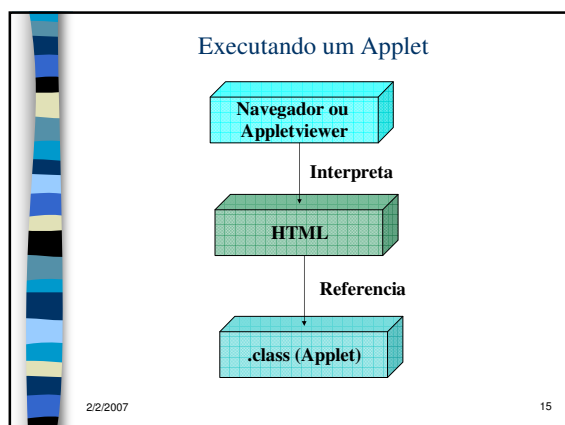 Executando um Applet
Navegador ou
Appletviewer
Interpreta
HTML
Referencia
.class (Applet)
2/2/2007
15